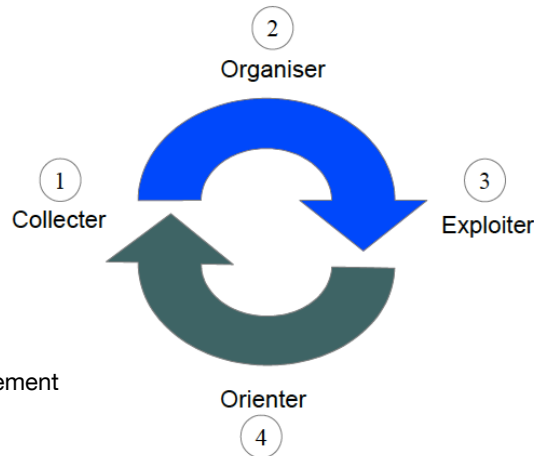 2
Organiser
1
Collecter
3
Exploiter
ement
Orienter
4